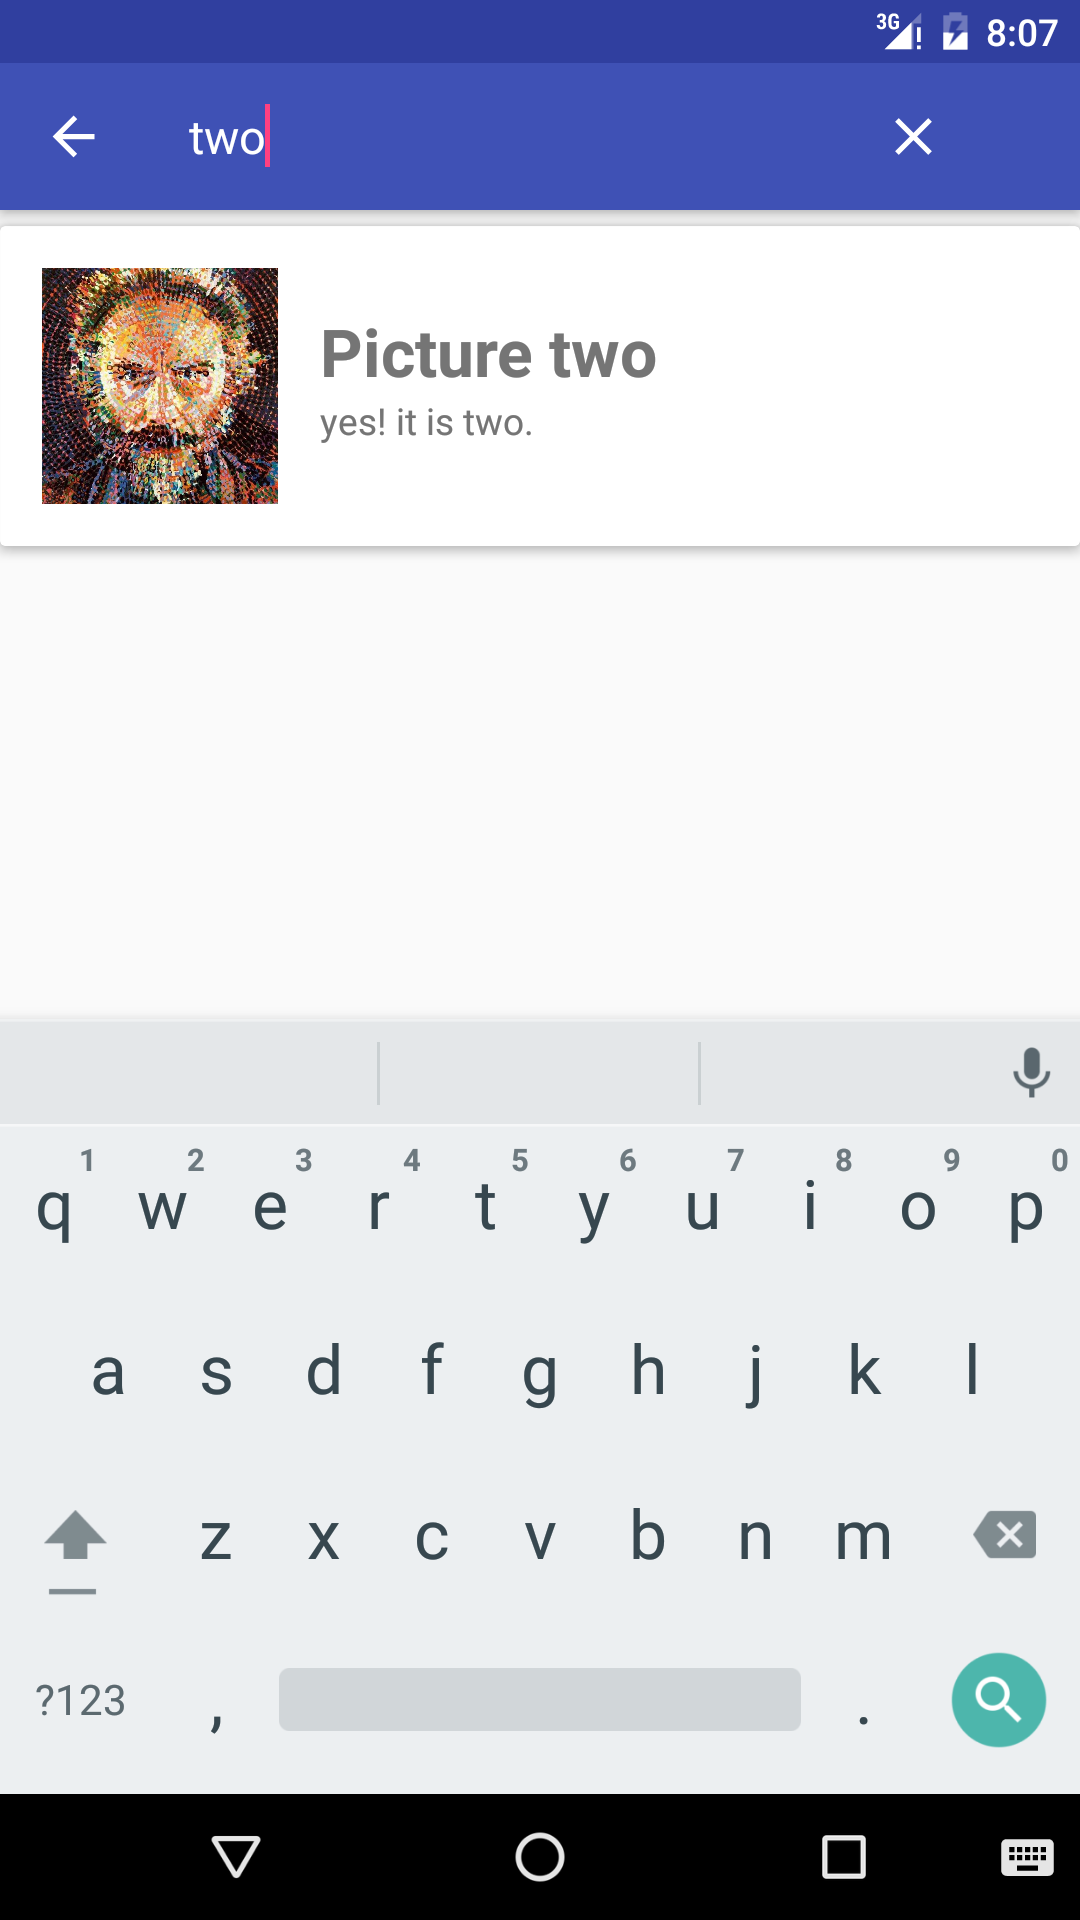 3G 8:07
two
Picture two
yes! it is two.
1 2 3 4 5 6 7 8 9 0
q w e r t y u i o p
a s d f g h j k l
z x c v b n m
?123 , .